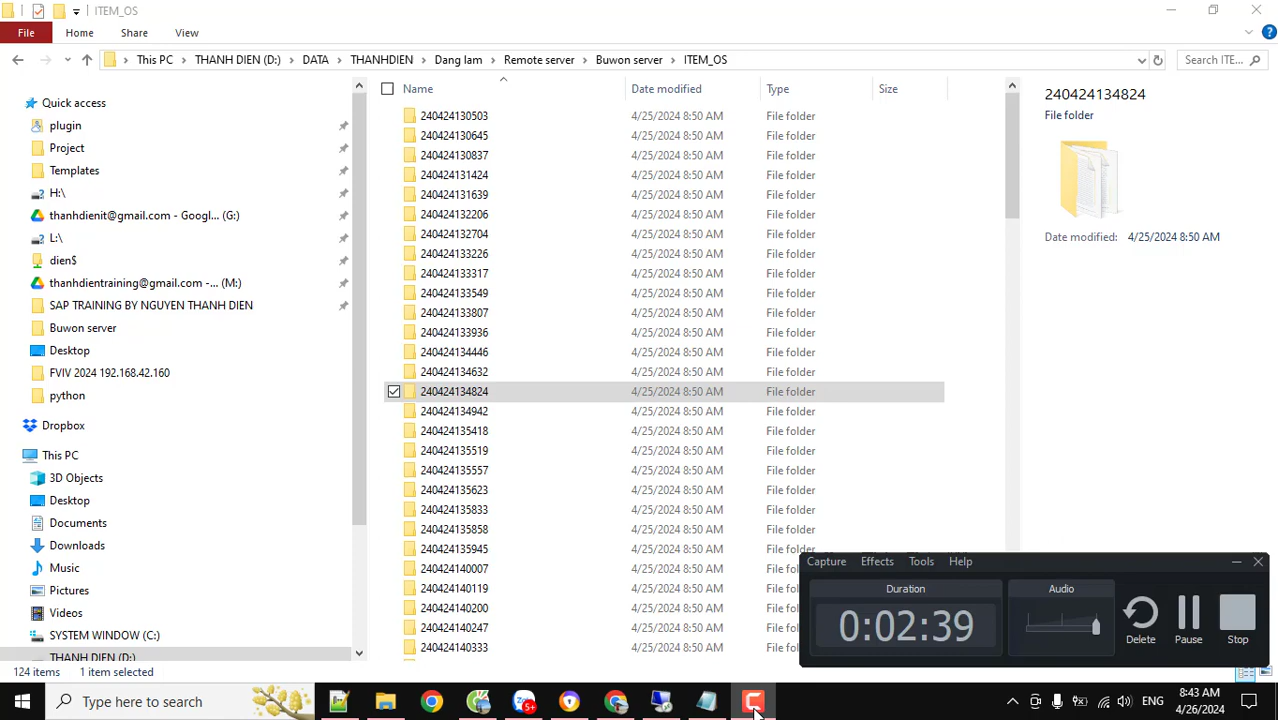 ITEM_OS
File Home Share View
This PC THANH DIEN (D:) DATA THANHDIEN Dang lam Remote server Buwon server ITEM_OS Search ITE...
Name Date modified Type Size
240424130503 4/25/2024 8:50 AM File folder
240424130645 4/25/2024 8:50 AM File folder
240424130837 4/25/2024 8:50 AM File folder
240424131424 4/25/2024 8:50 AM File folder
240424131639 4/25/2024 8:50 AM File folder
240424132206 4/25/2024 8:50 AM File folder
240424132704 4/25/2024 8:50 AM File folder
240424133226 4/25/2024 8:50 AM File folder
240424133317 4/25/2024 8:50 AM File folder
240424133549 4/25/2024 8:50 AM File folder
240424133807 4/25/2024 8:50 AM File folder
240424133936 4/25/2024 8:50 AM File folder
240424134446 4/25/2024 8:50 AM File folder
240424134632 4/25/2024 8:50 AM File folder
240424134824 4/25/2024 8:50 AM File folder
240424134942 4/25/2024 8:50 AM File folder
240424135418 4/25/2024 8:50 AM File folder
240424135519 4/25/2024 8:50 AM File folder
240424135557 4/25/2024 8:50 AM File folder
240424135623 4/25/2024 8:50 AM File folder
240424135833 4/25/2024 8:50 AM File folder
240424135858 4/25/2024 8:50 AM File folder
240424135945 4/25/2024 8:50 AM File folder
240424140007 4/25/2024 8:50 AM File
240424140119 4/25/2024 8:50 AM File
240424140200 4/25/2024 8:50 AM File
240424140247 4/25/2024 8:50 AM File
240424140333 4/25/2024 8:50 AM File
Quick access
plugin
Project
Templates
H:\
thanhdienit@gmail.com - Googl... (G:)
L:\
dien$
thanhdientraining@gmail.com -... (M:)
SAP TRAINING BY NGUYEN THANH DIEN
Buwon server
Desktop
FVIV 2024 192.168.42.160
python
Dropbox
This PC
3D Objects
Desktop
Documents
Downloads
Music
Pictures
Videos
SYSTEM WINDOW (C:)
THANH DIEN (D:)
240424134824
File folder
Date modified: 4/25/2024 8:50 AM
Capture Effects Tools Help
Duration
0:02:39
Audio
Delete Pause Stop
124 items 1 item selected
Type here to search
5+
ENG
8:43 AM
4/26/2024